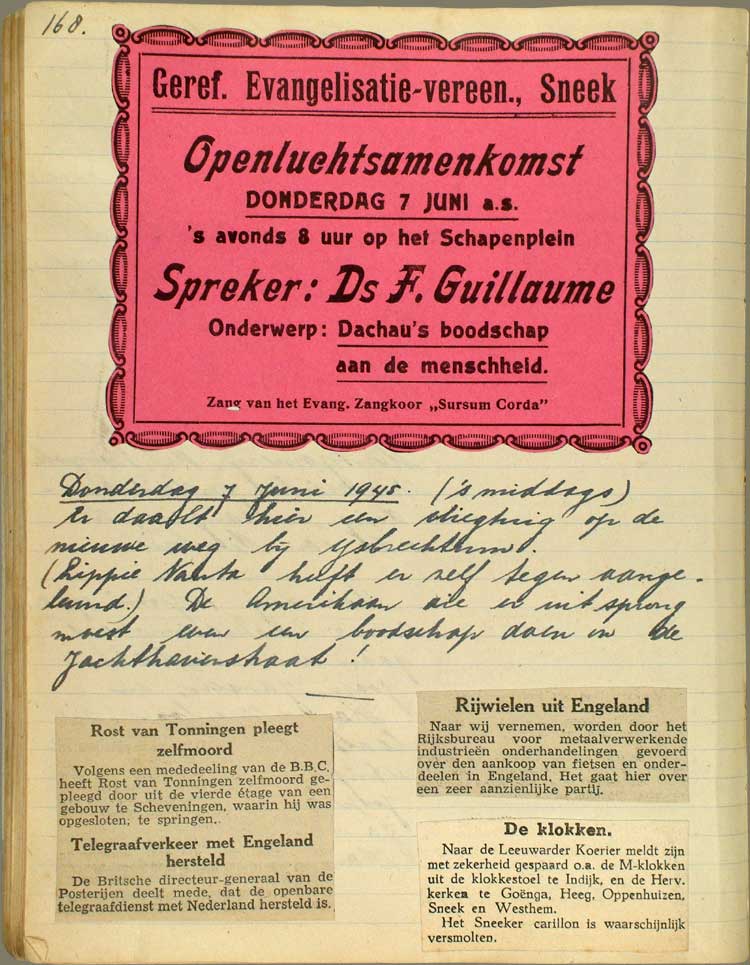 168.
Geref. Evangelisatie-vereen., Sneek
Openluchtsamenkomst
DONDERDAG 7 JUNI a.s.
's avonds 8 uur op het Schapenplein
Spreker: Ds F. Guillaume
Onderwerp: Dachau's boodschap
aan de menschheid.
Zang van het Evang. Zangkoor „Sursum Corda”
Donderdag 7 Juni 1945. ('s middags)
Er daalt hier een vliegtuig op de
nieuwe weg bij Ysbrechtum.
(Lippie Nauta heeft er zelf tegen aange-
leund.) De Amerikaan die er uit sprong
moest even een boodschap doen in de
Jachthavenstraat!
Rost van Tonningen pleegt
zelfmoord
Volgens een mededeeling van de B.B.C.
heeft Rost van Tonningen zelfmoord ge-
pleegd door uit de vierde étage van een
gebouw te Scheveningen, waarin hij was
opgesloten, te springen.
Telegraafverkeer met Engeland
hersteld
De Britsche directeur-generaal van de
Posterijen deelt mede, dat de openbare
telegraafdienst met Nederland hersteld is.
Rijwielen uit Engeland
Naar wij vernemen, worden door het
Rijksbureau voor metaalverwerkende
industrieën onderhandelingen gevoerd
over den aankoop van fietsen en onder-
deelen in Engeland. Het gaat hier over
een zeer aanzienlijke partij.
De klokken.
Naar de Leeuwarder Koerier meldt zijn
met zekerheid gespaard o.a. de M-klokken
uit de klokkestoel te Indijk, en de Herv.
kerken te Goënga, Heeg, Oppenhuizen,
Sneek en Westhem.
Het Sneeker carillon is waarschijnlijk
versmolten.